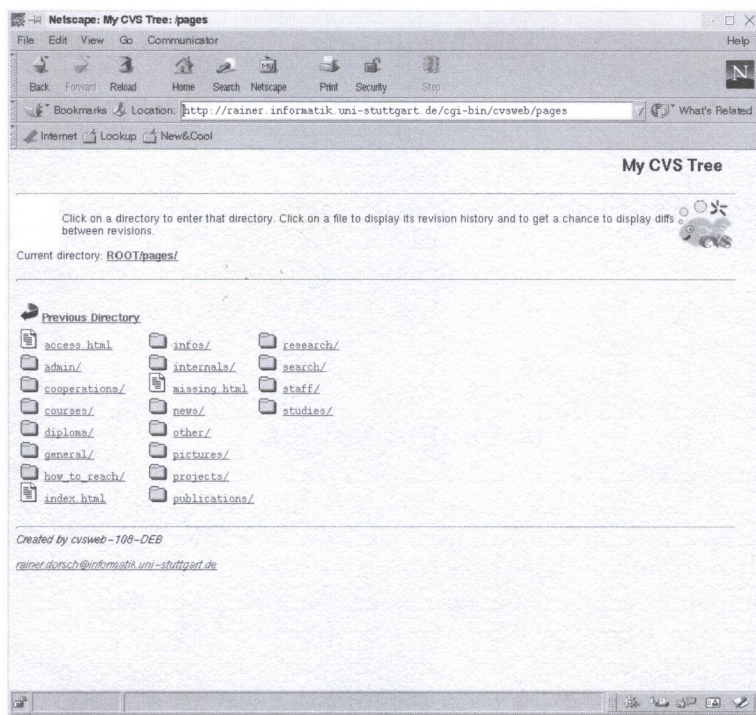 Netscape: My CVS Tree: /pages
File Edit View Go Communicator Help
Back Forward Reload Home Search Netscape Print Security Stop
N
Bookmarks Location: http://rainer.informatik.uni-stuttgart.de/cgi-bin/cvsweb/pages What's Related
Internet Lookup New&Cool
My CVS Tree
Click on a directory to enter that directory. Click on a file to display its revision history and to get a chance to display diffs
between revisions.
CVS
Current directory: ROOT/pages/
Previous Directory
access.html infos/ research/
admin/ internals/ search/
cooperations/ missing.html staff/
courses/ news/ studies/
diploma/ other/
general/ pictures/
how_to_reach/ projects/
index.html publications/
Created by cvsweb-108-DEB
rainer.dorsch@informatik.uni-stuttgart.de